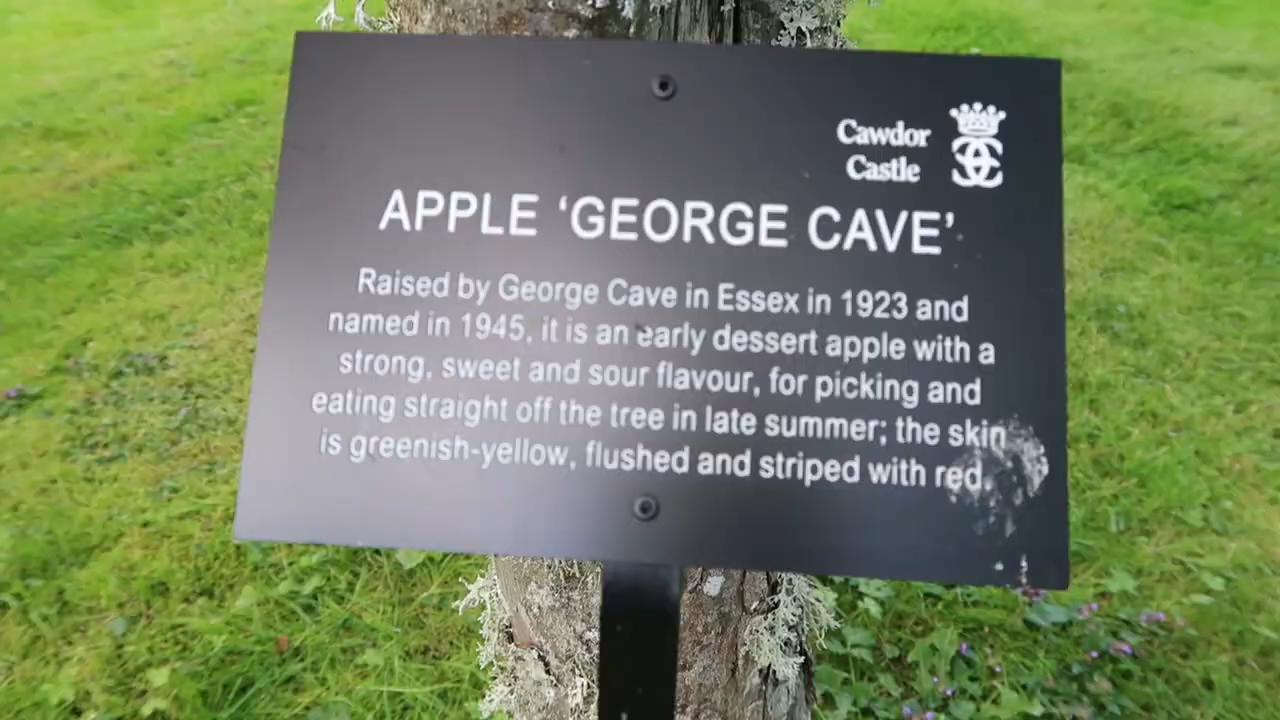 Cawdor
Castle
APPLE ‘GEORGE CAVE’
Raised by George Cave in Essex in 1923 and
named in 1945, it is an early dessert apple with a
strong, sweet and sour flavour, for picking and
eating straight off the tree in late summer; the skin
is greenish-yellow, flushed and striped with red.